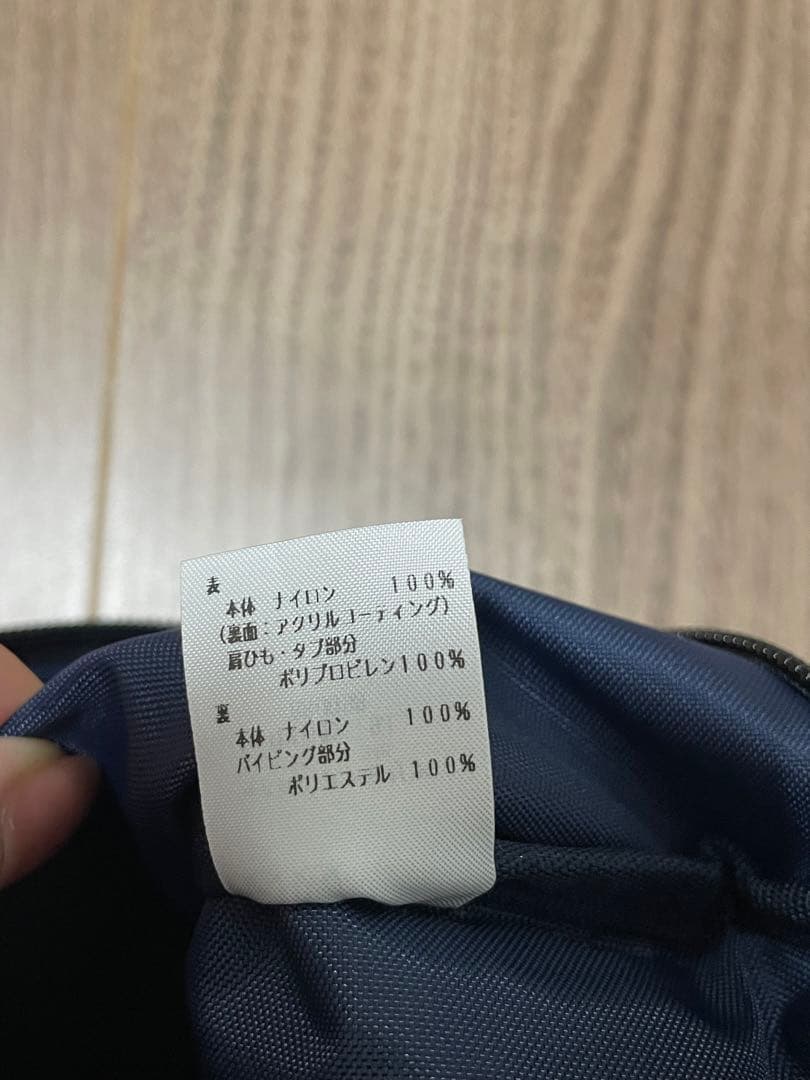 表
本体 ナイロン 100%
(裏面:アクリルコーティング)
肩ひも・タブ部分
ポリプロピレン100%
裏
本体 ナイロン 100%
パイピング部分
ポリエステル 100%